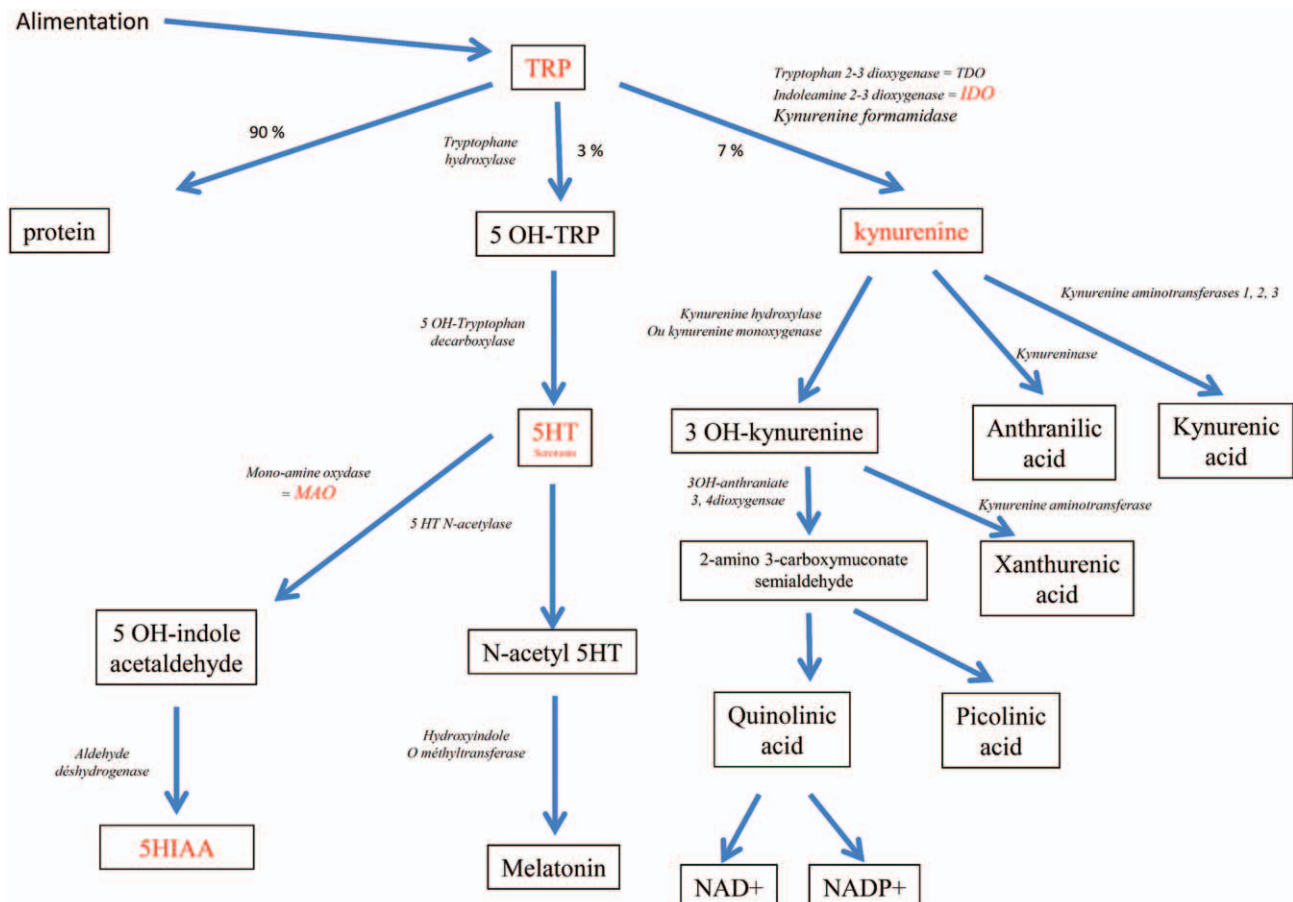 Alimentation
TRP
Tryptophan 2-3 dioxygenase = TDO
Indoleamine 2-3 dioxygenase = IDO
Kynurenine formamidase
90 %
Tryptophane
hydroxylase
3 %
7 %
protein
5 OH-TRP
kynurenine
5 OH-Tryptophan
decarboxylase
Kynurenine hydroxylase
Ou kynurenine monoxygenase
Kynureninase
Kynurenine aminotransferases 1, 2, 3
5HT
3 OH-kynurenine
Anthranilic
acid
Kynurenic
acid
Mono-amine oxydase
= MAO
5 HT N-acetylase
3OH-anthraniate
3, 4dioxygensae
Kynurenine aminotransferase
2-amino 3-carboxymuconate
semialdehyde
Xanthurenic
acid
5 OH-indole
acetaldehyde
N-acetyl 5HT
Quinolinic
acid
Picolinic
acid
Aldehyde
déshydrogenase
Hydroxyindole
O méthyltransferase
5HIAA
Melatonin
NAD+
NADP+